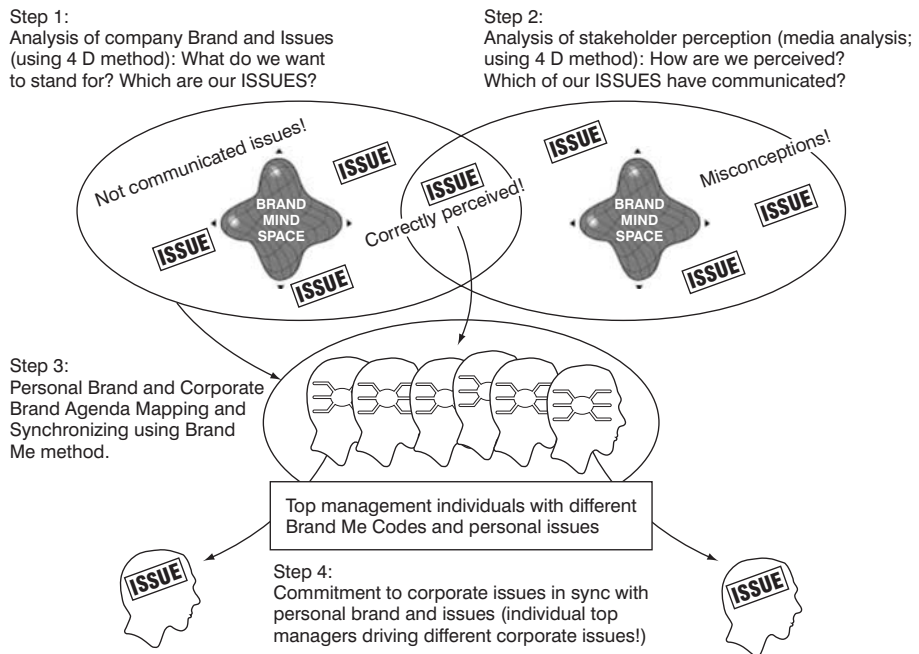 Step 1:
Analysis of company Brand and Issues
(using 4 D method): What do we want
to stand for? Which are our ISSUES?
Step 2:
Analysis of stakeholder perception (media analysis;
using 4 D method): How are we perceived?
Which of our ISSUES have communicated?
Not communicated issues!
ISSUE
BRAND
MIND
SPACE
ISSUE
ISSUE
ISSUE
Correctly perceived!
ISSUE
BRAND
MIND
SPACE
Misconceptions!
ISSUE
ISSUE
Step 3:
Personal Brand and Corporate
Brand Agenda Mapping and
Synchronizing using Brand
Me method.
Top management individuals with different
Brand Me Codes and personal issues
ISSUE
Step 4:
Commitment to corporate issues in sync with
personal brand and issues (individual top
managers driving different corporate issues!)
ISSUE